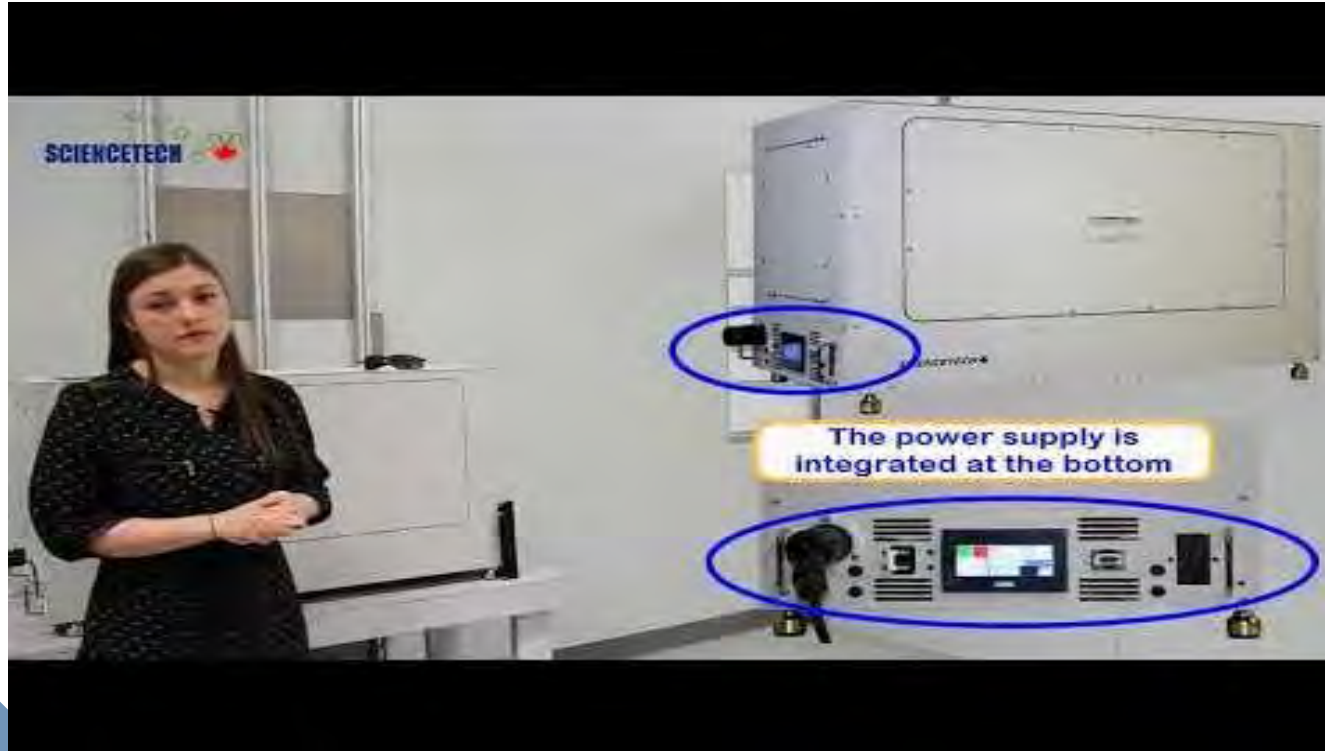 SCIENCETECH
The power supply is
integrated at the bottom